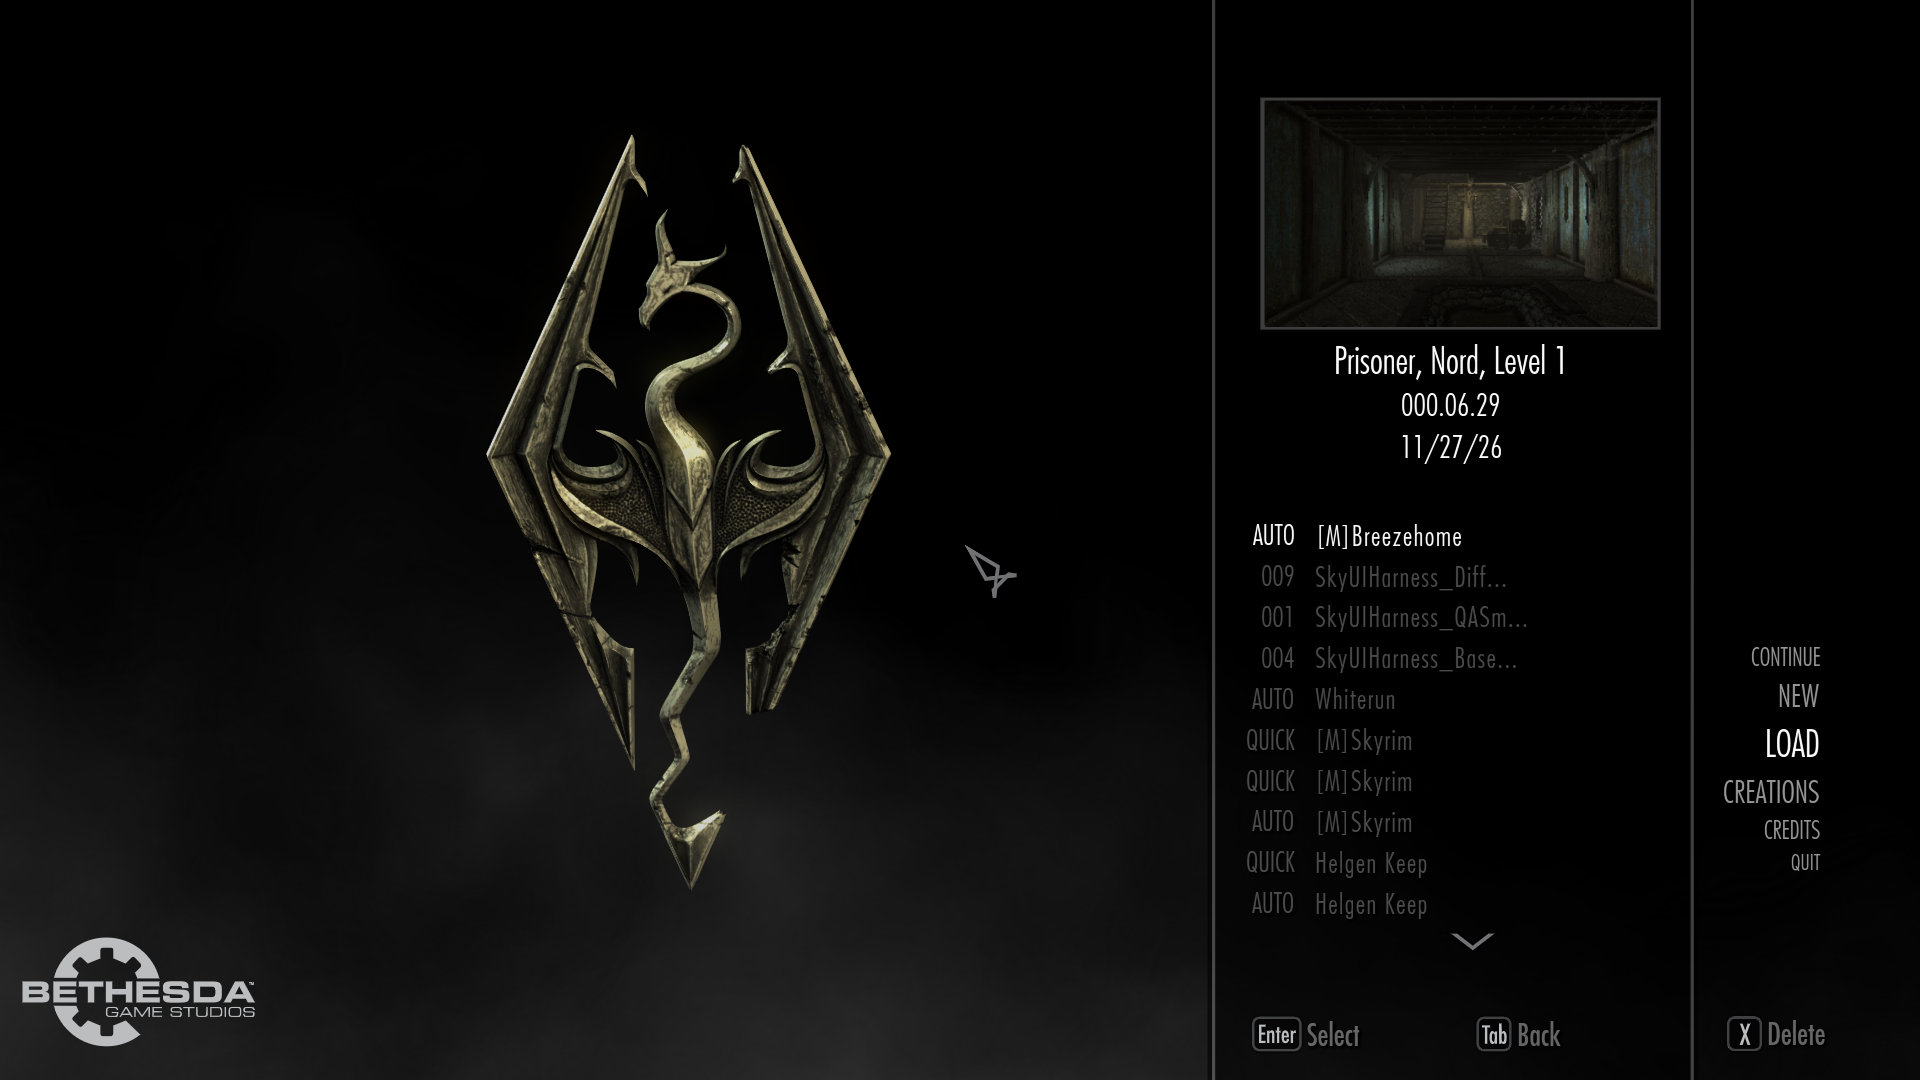 Prisoner, Nord, Level 1
000.06.29
11/27/26
AUTO [M]Breezehome
009 SkyUIHarness_Diff...
001 SkyUIHarness_QASm...
004 SkyUIHarness_Base...
AUTO Whiterun
QUICK [M]Skyrim
QUICK [M]Skyrim
AUTO [M]Skyrim
QUICK Helgen Keep
AUTO Helgen Keep
CONTINUE
NEW
LOAD
CREATIONS
CREDITS
QUIT
BETHESDA™
GAME STUDIOS
Enter Select
Tab Back
X Delete